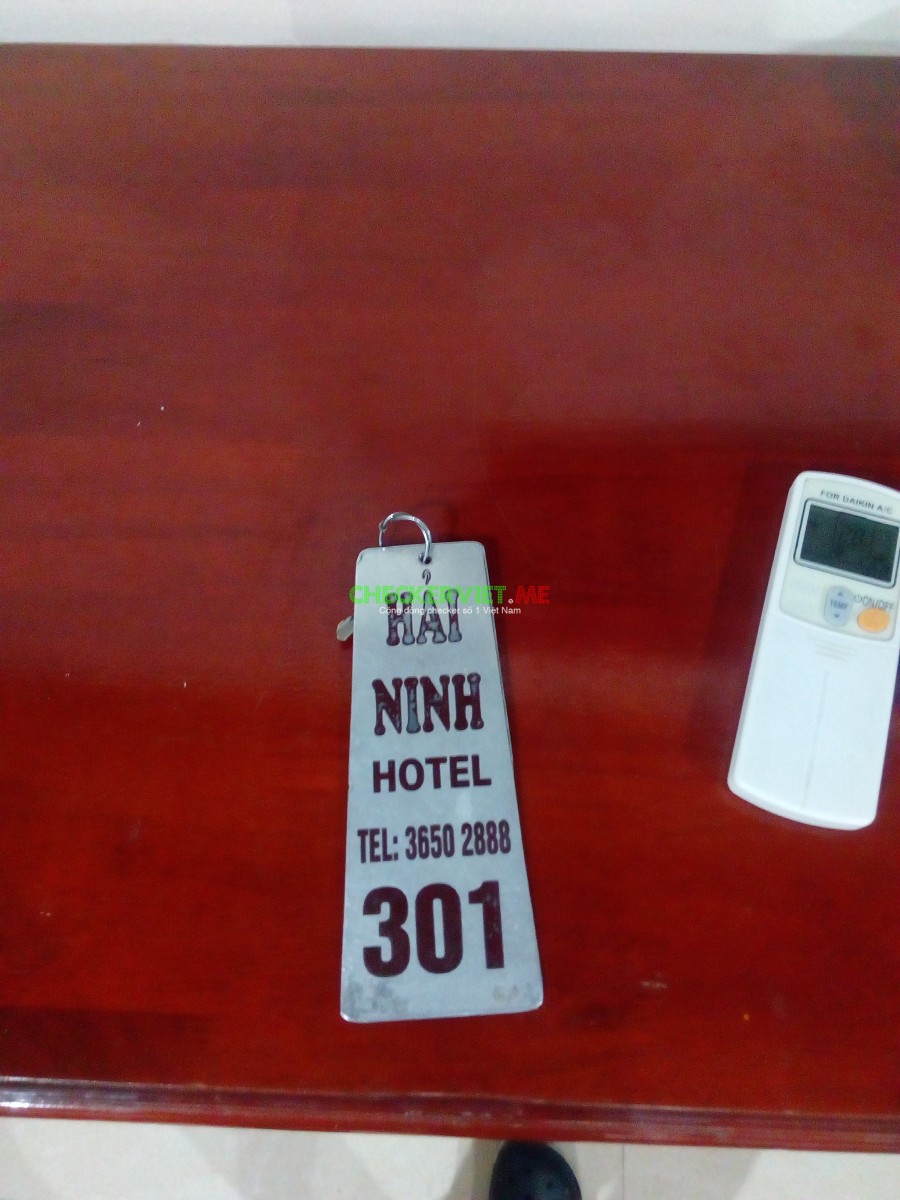 CHECKERVIET.ME
Cộng đồng checker số 1 Việt Nam
HẢI
NINH
HOTEL
TEL: 3650 2888
301
FOR DAIKIN A/C
TEMP
ON/OFF